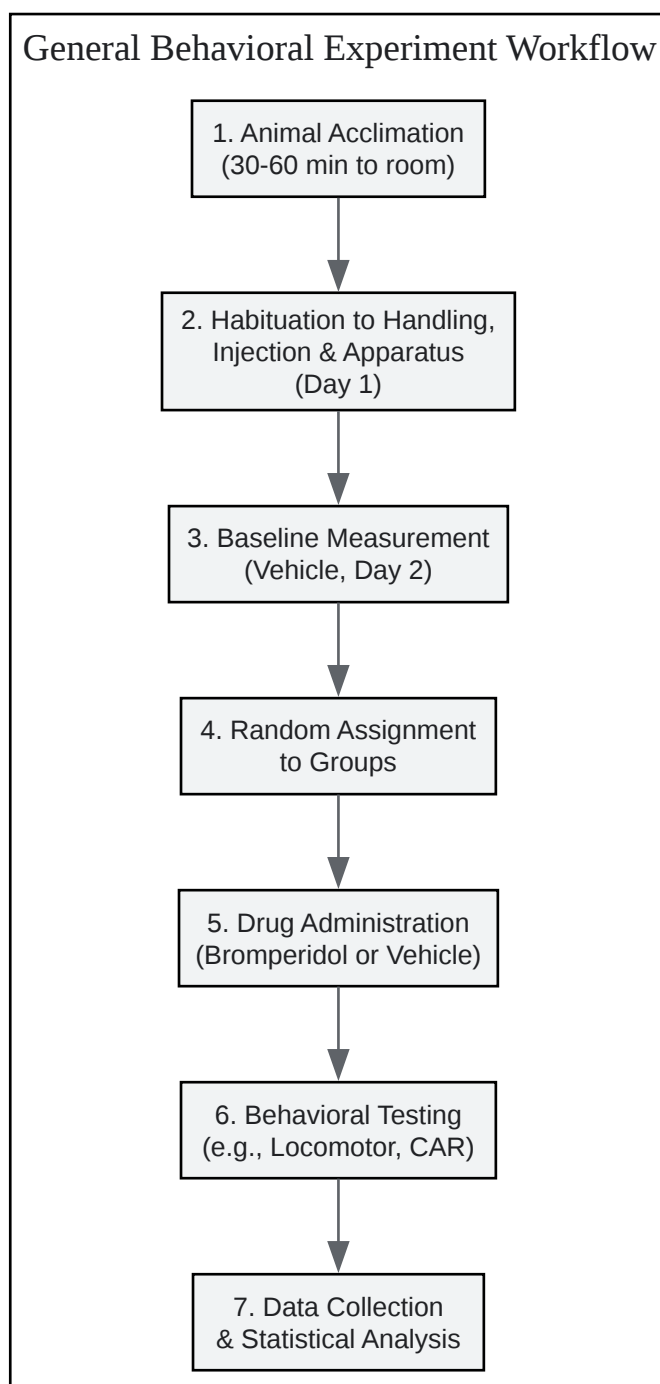 General Behavioral Experiment Workflow
1. Animal Acclimation
(30-60 min to room)
2. Habituation to Handling,
Injection & Apparatus
(Day 1)
3. Baseline Measurement
(Vehicle, Day 2)
4. Random Assignment
to Groups
5. Drug Administration
(Bromperidol or Vehicle)
6. Behavioral Testing
(e.g., Locomotor, CAR)
7. Data Collection
& Statistical Analysis